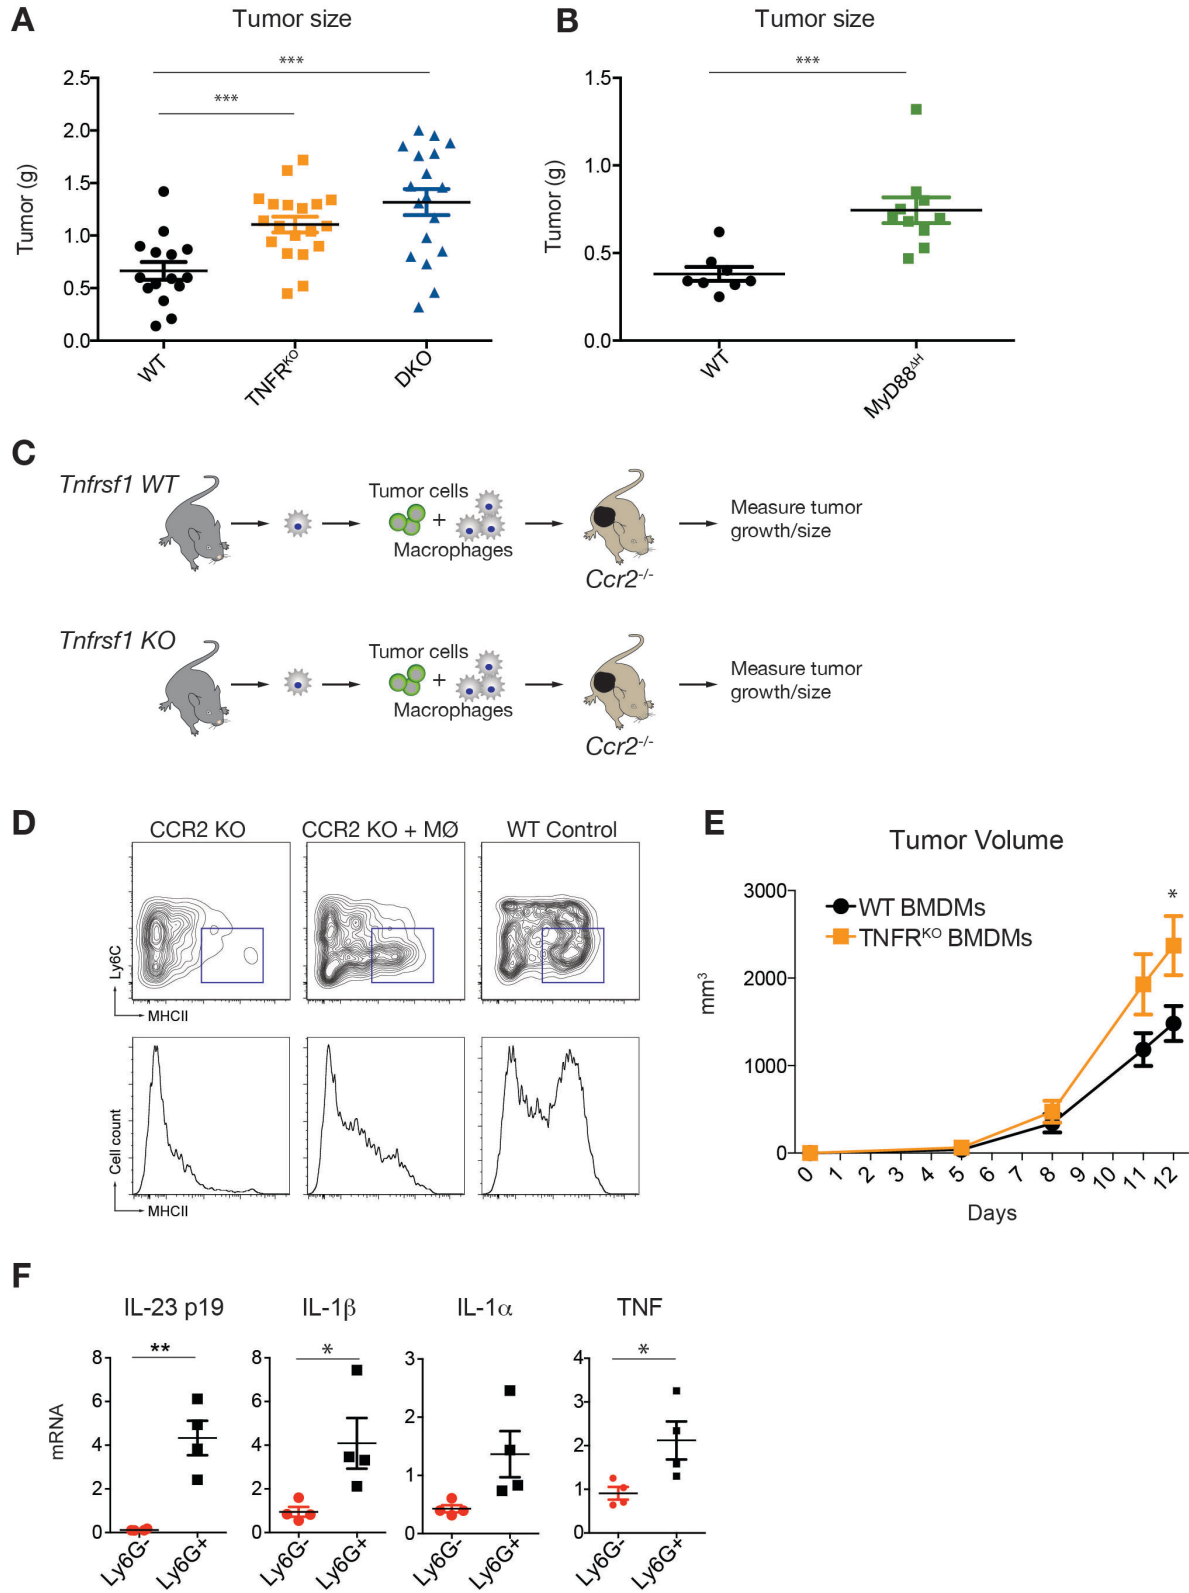 A
Tumor size
***
***
2.5
2.0
1.5
1.0
0.5
0.0
Tumor (g)
WT
TNFRᴷᴼ
DKO
B
Tumor size
***
1.5
1.0
0.5
0.0
Tumor (g)
WT
MyD88ᐞᴴ
C
Tnfrsf1 WT
Tumor cells
+
Macrophages
Ccr2⁻/⁻
Measure tumor
growth/size
Tnfrsf1 KO
Tumor cells
+
Macrophages
Ccr2⁻/⁻
Measure tumor
growth/size
D
CCR2 KO
CCR2 KO + MØ
WT Control
Ly6C
MHCII
Cell count
MHCII
E
Tumor Volume
*
WT BMDMs
TNFRᴷᴼ BMDMs
3000
2000
1000
0
mm³
0 1 2 3 4 5 6 7 8 9 10 11 12
Days
F
IL-23 p19
**
8
6
4
2
0
mRNA
Ly6G-
Ly6G+
IL-1β
*
8
6
4
2
0
Ly6G-
Ly6G+
IL-1α
3
2
1
0
Ly6G-
Ly6G+
TNF
*
4
3
2
1
0
Ly6G-
Ly6G+